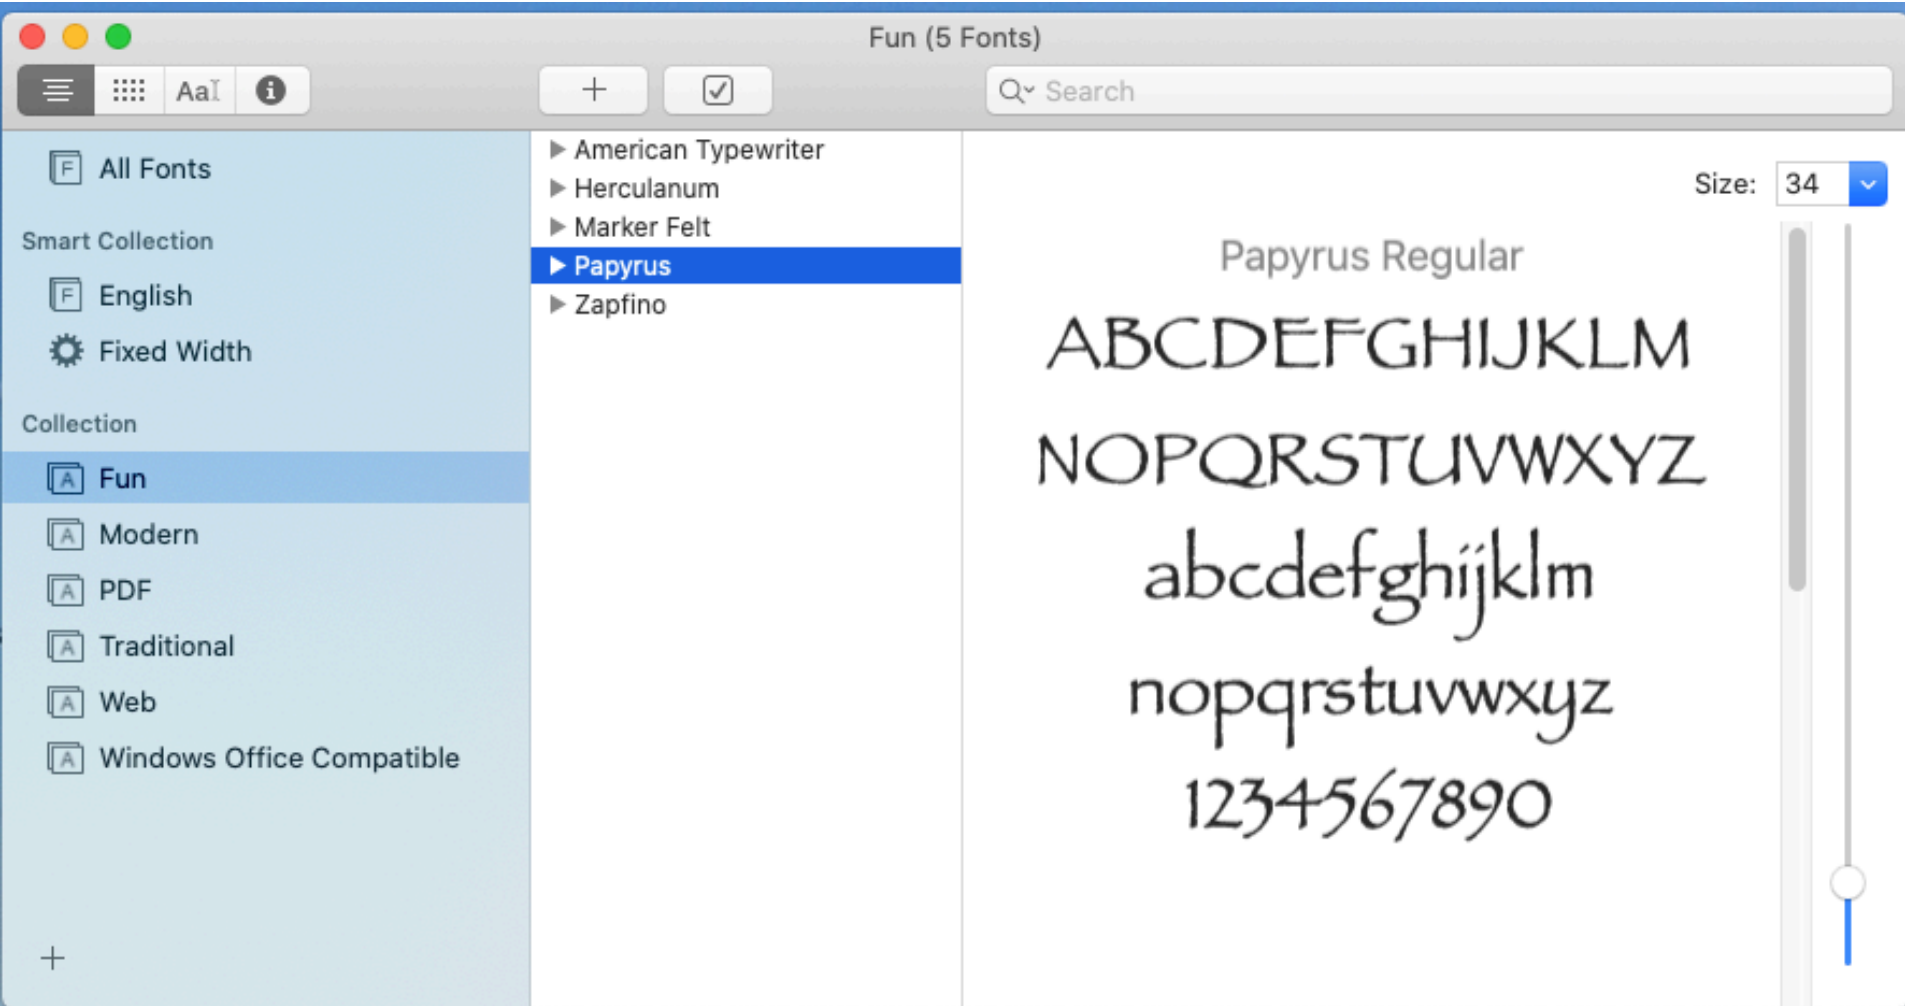 Fun (5 Fonts)
Aa
Search
All Fonts
Smart Collection
English
Fixed Width
Collection
Fun
Modern
PDF
Traditional
Web
Windows Office Compatible
American Typewriter
Herculanum
Marker Felt
Papyrus
Zapfino
Size: 34
Papyrus Regular
ABCDEFGHIJKLM
NOPQRSTUVWXYZ
abcdefghijklm
nopqrstuvwxyz
1234567890